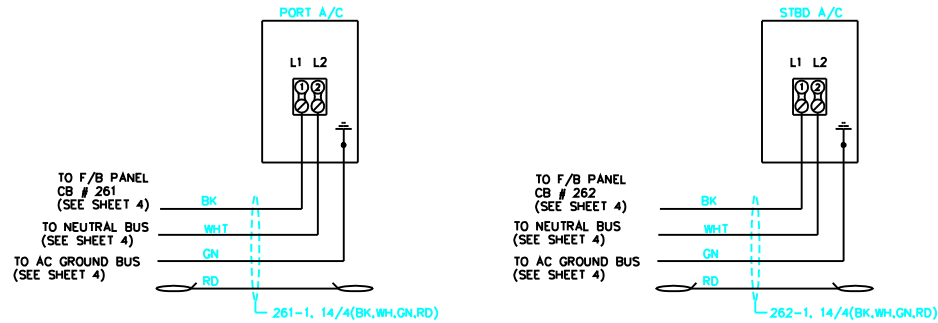 PORT A/C
L1 L2
1 2
TO F/B PANEL
CB # 261
(SEE SHEET 4)
BK
TO NEUTRAL BUS
(SEE SHEET 4)
WHT
TO AC GROUND BUS
(SEE SHEET 4)
GN
RD
261-1, 14/4(BK,WH,GN,RD)
STBD A/C
L1 L2
1 2
TO F/B PANEL
CB # 262
(SEE SHEET 4)
BK
TO NEUTRAL BUS
(SEE SHEET 4)
WHT
TO AC GROUND BUS
(SEE SHEET 4)
GN
RD
262-1, 14/4(BK,WH,GN,RD)